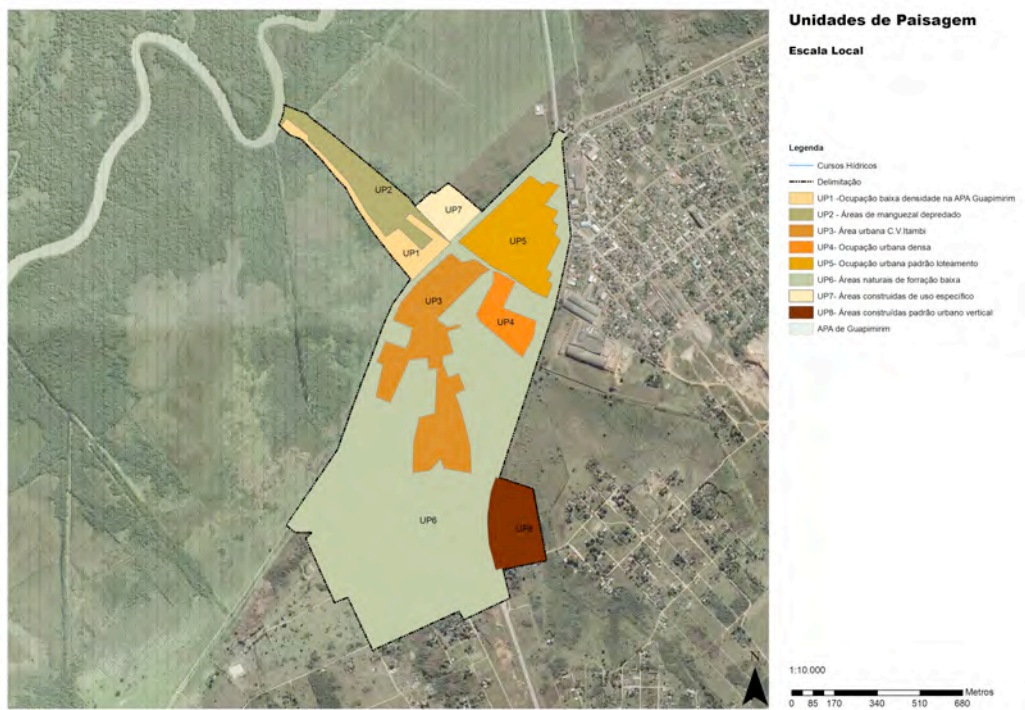 Unidades de Paisagem
Escala Local
Legenda
Cursos Hídricos
Delimitação
UP1 -Ocupação baixa densidade na APA Guapimirim
UP2 - Áreas de manguezal depredado
UP3- Área urbana C.V.Itambi
UP4- Ocupação urbana densa
UP5- Ocupação urbana padrão loteamento
UP6- Áreas naturais de forração baixa
UP7- Áreas construidas de uso específico
UP8- Áreas construídas padrão urbano vertical
APA de Guapimirim
UP2
UP7
UP1
UP5
UP3
UP4
UP6
UP8
N
1:10.000
Metros
0 85 170 340 510 680